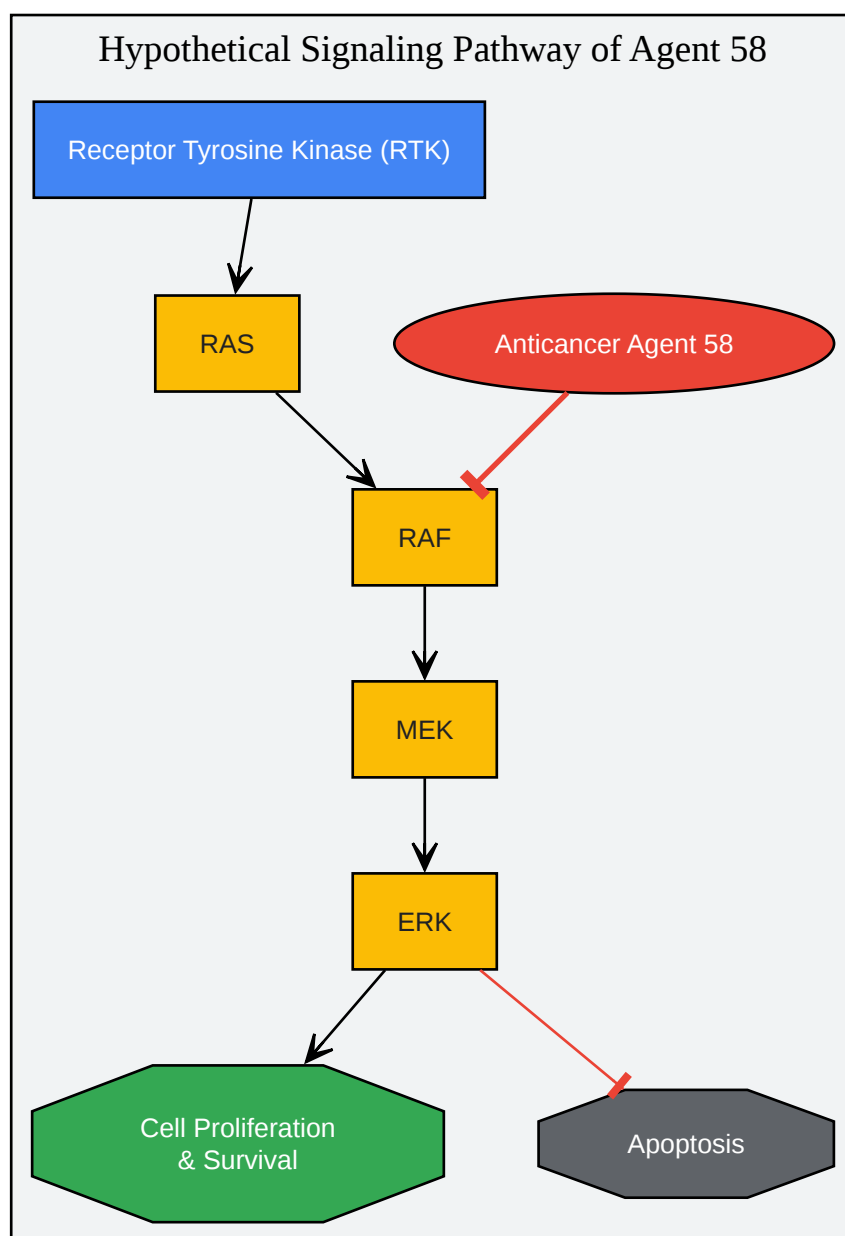 Hypothetical Signaling Pathway of Agent 58
Receptor Tyrosine Kinase (RTK)
RAS
Anticancer Agent 58
RAF
MEK
ERK
Cell Proliferation
& Survival
Apoptosis